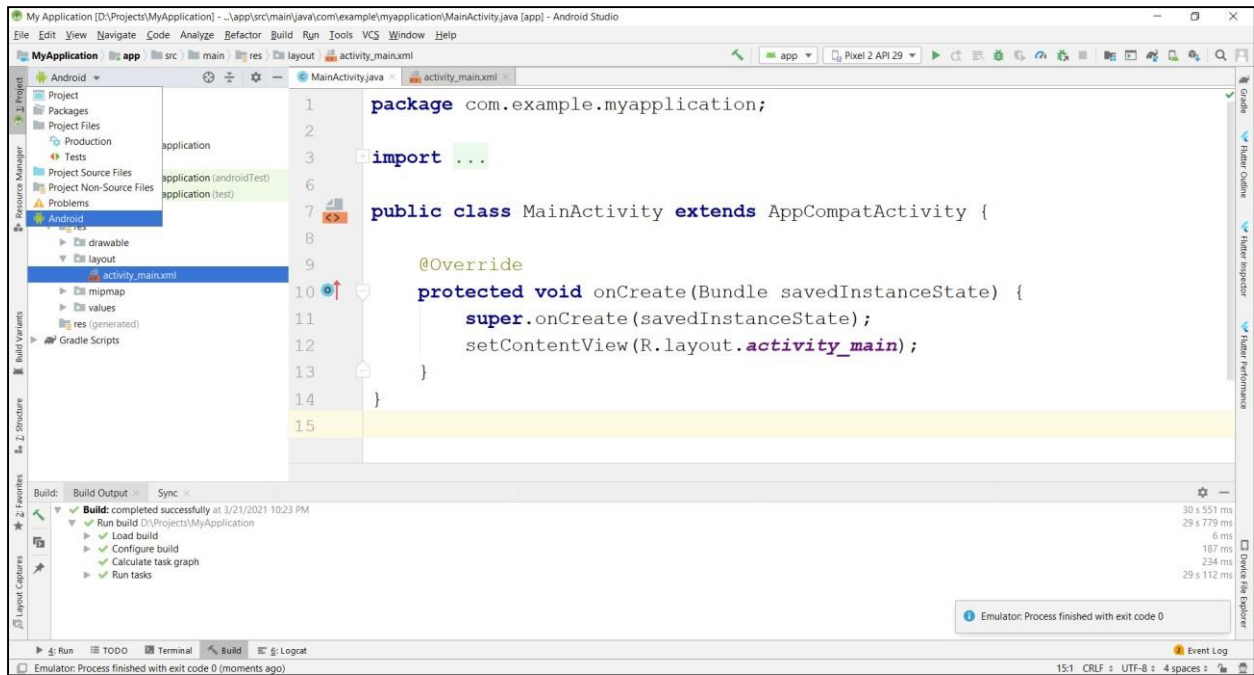 My Application [D:\Projects\MyApplication] - ...\app\src\main\java\com\example\myapplication\MainActivity.java [app] - Android Studio
File Edit View Navigate Code Analyze Refactor Build Run Tools VCS Window Help
MyApplication app src main res layout activity_main.xml
app Pixel 2 API 29
1: Project
Resource Manager
Build Variants
7: Structure
2: Favorites
Layout Captures
Android
Project
Packages
Project Files
Production
Tests
Project Source Files
Project Non-Source Files
Problems
Android
application
application (androidTest)
application (test)
res
drawable
layout
activity_main.xml
mipmap
values
res (generated)
Gradle Scripts
MainActivity.java activity_main.xml
1 package com.example.myapplication;
2
3 import ...
6
7 public class MainActivity extends AppCompatActivity {
8
9 @Override
10 protected void onCreate(Bundle savedInstanceState) {
11 super.onCreate(savedInstanceState);
12 setContentView(R.layout.activity_main);
13 }
14 }
15
Gradle
Flutter Outline
Flutter Inspector
Flutter Performance
Device File Explorer
Build: Build Output Sync
Build: completed successfully at 3/21/2021 10:23 PM 30 s 551 ms
Run build D:\Projects\MyApplication 29 s 779 ms
Load build 6 ms
Configure build 187 ms
Calculate task graph 234 ms
Run tasks 29 s 112 ms
Emulator: Process finished with exit code 0
4: Run TODO Terminal Build 6: Logcat 2 Event Log
Emulator: Process finished with exit code 0 (moments ago) 15:1 CRLF UTF-8 4 spaces